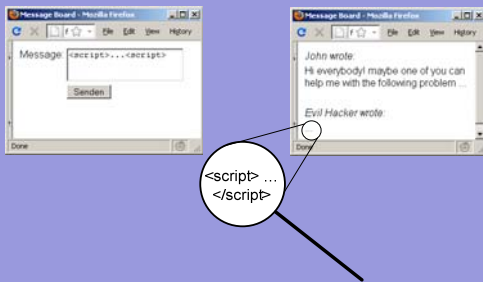 Message Board - Mozilla Firefox
File Edit View History
Message: <script>...<script>
Senden
Done
Message Board - Mozilla Firefox
File Edit View History
John wrote:
Hi everybody! maybe one of you can
help me with the following problem ...
Evil Hacker wrote:
...
Done
<script> ...
</script>